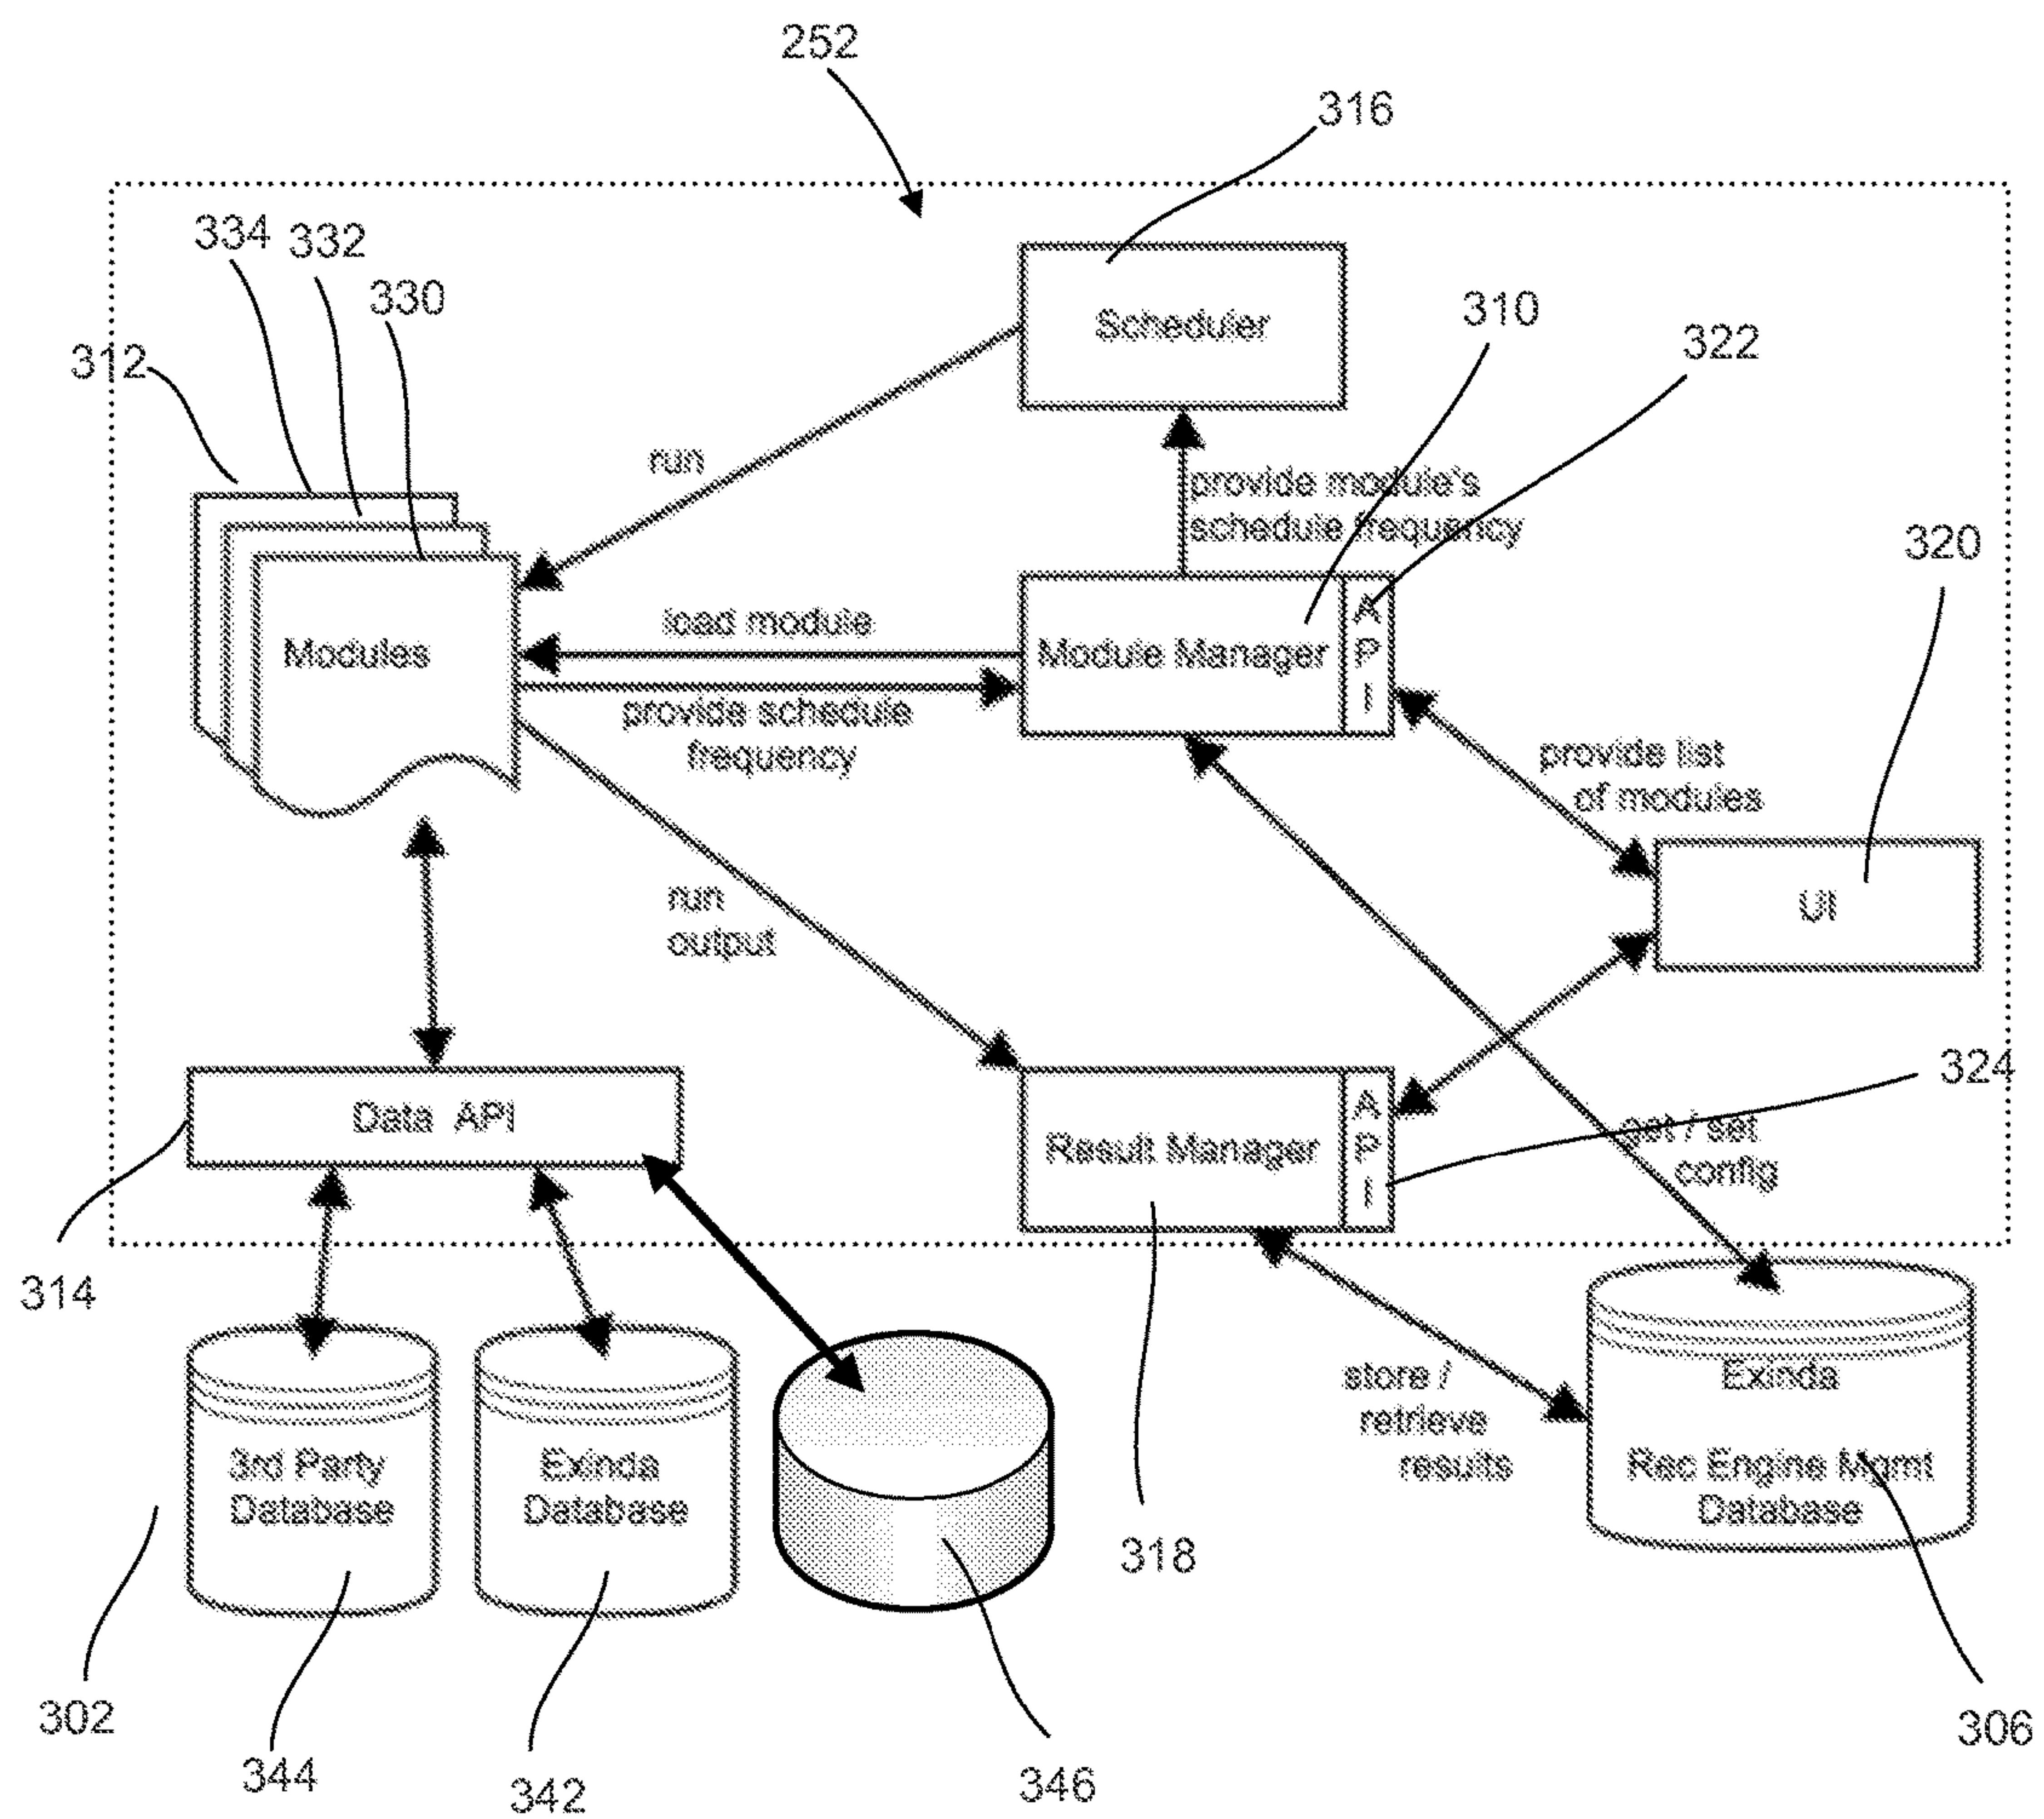 252
316
334
332
330
310
322
312
Scheduler
run
provide module's
schedule frequency
320
load module
Modules
Module Manager
A
P
I
provide schedule
frequency
provide list
of modules
UI
run
output
324
Data API
Result Manager
A
P
I
get / set
config
314
store /
retrieve
results
Exinda
Rec Engine Mgmt
Database
3rd Party
Database
Exinda
Database
318
302
344
342
346
306